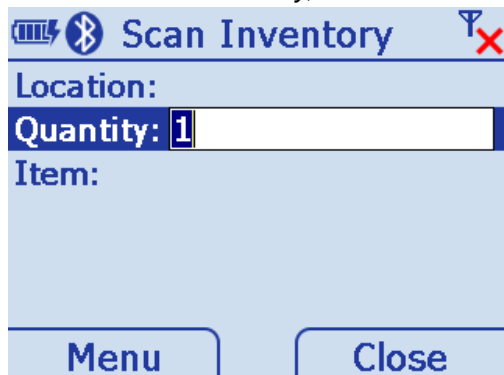 Scan Inventory
Location:
Quantity: 1
Item:
Menu Close